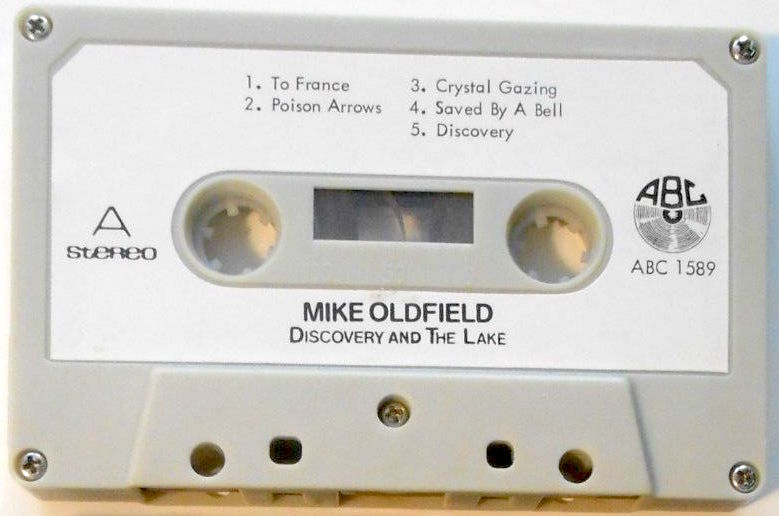 1. To France
2. Poison Arrows
3. Crystal Gazing
4. Saved By A Bell
5. Discovery
A
stereo
ABC
ABC 1589
MIKE OLDFIELD
DISCOVERY AND THE LAKE